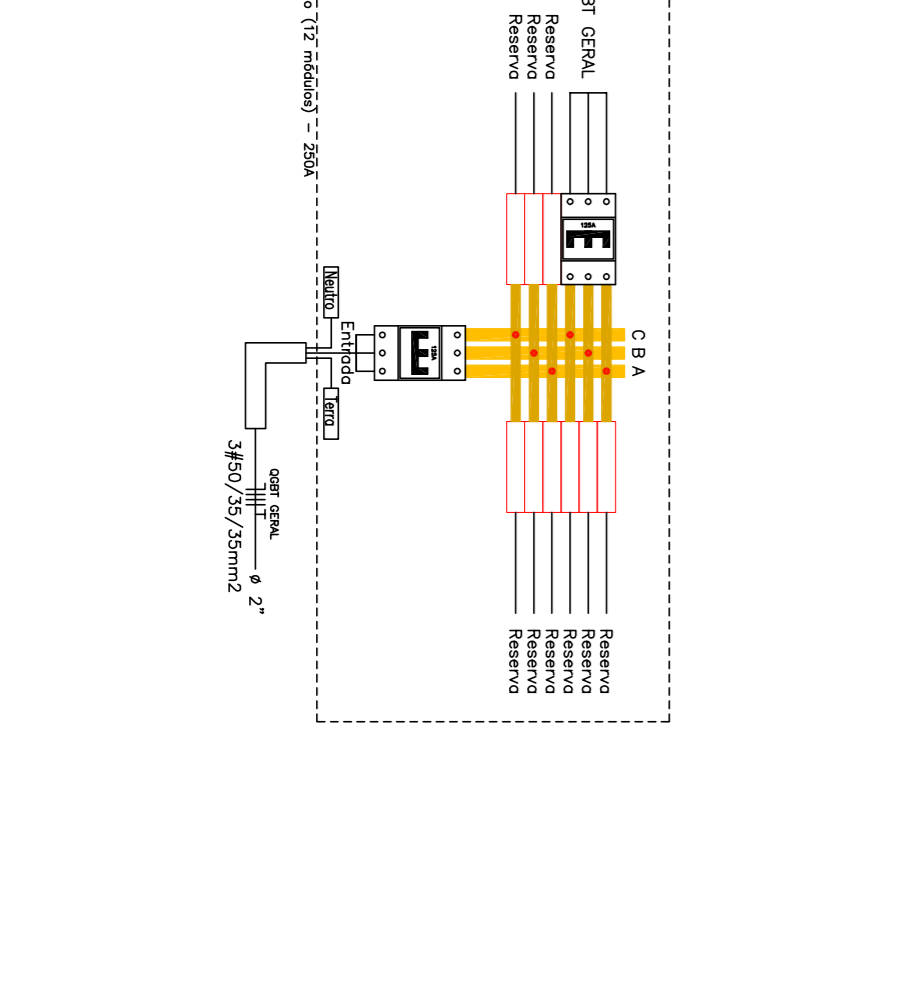 o (12 módulos) - 250A
BT GERAL
Reserva
Reserva
Reserva
125A
C B A
Neutro
Entrada
125A
Terra
QGBT GERAL
ø 2"
3#50/35/35mm2
Reserva
Reserva
Reserva
Reserva
Reserva
Reserva